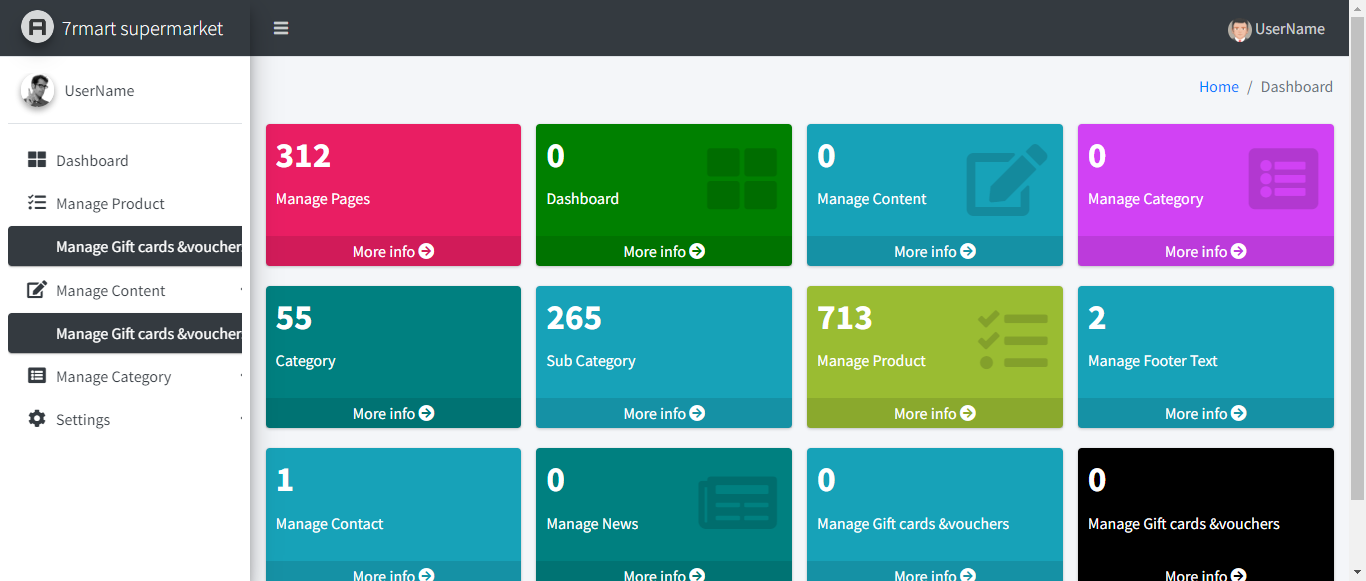 7rmart supermarket
UserName
UserName
Home / Dashboard
Dashboard
Manage Product
Manage Gift cards &voucher
Manage Content
Manage Gift cards &voucher
Manage Category
Settings
312
Manage Pages
More info
0
Dashboard
More info
0
Manage Content
More info
0
Manage Category
More info
55
Category
More info
265
Sub Category
More info
713
Manage Product
More info
2
Manage Footer Text
More info
1
Manage Contact
More info
0
Manage News
More info
0
Manage Gift cards &vouchers
More info
0
Manage Gift cards &vouchers
More info